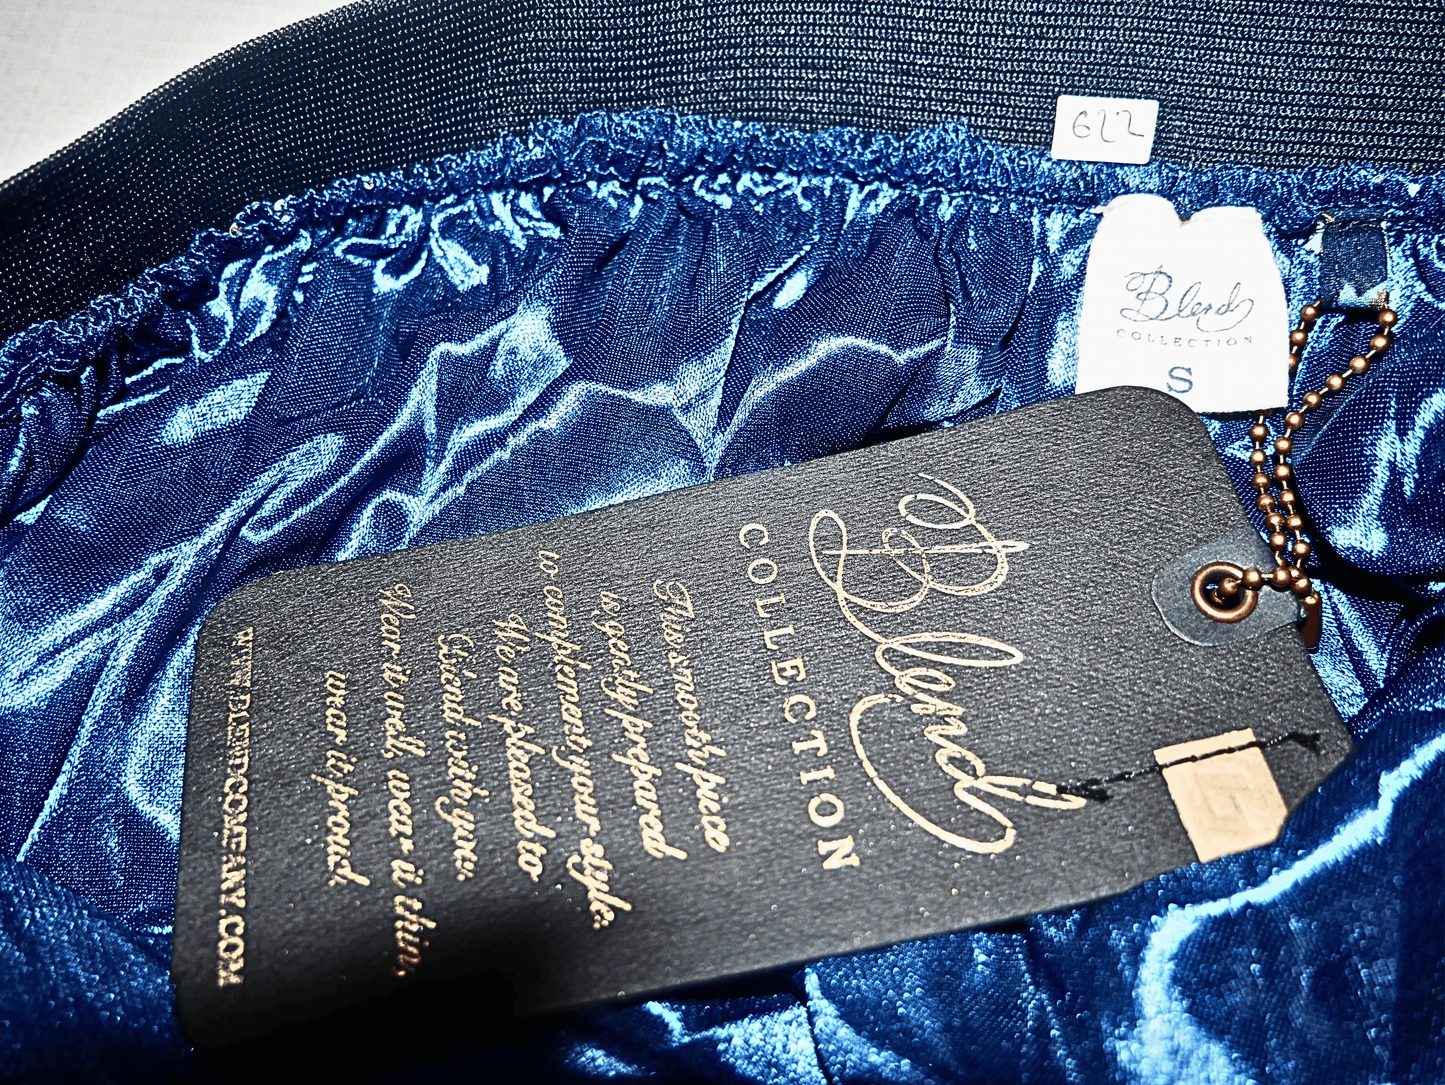 622
Blend
COLLECTION
S
Blend
COLLECTION
This smooth piece
is gently prepared
to complement your style.
We are pleased to
Blend with you.
Wear it well, wear it thin,
wear it proud.
WWW.BLENDCOMPANY.COM